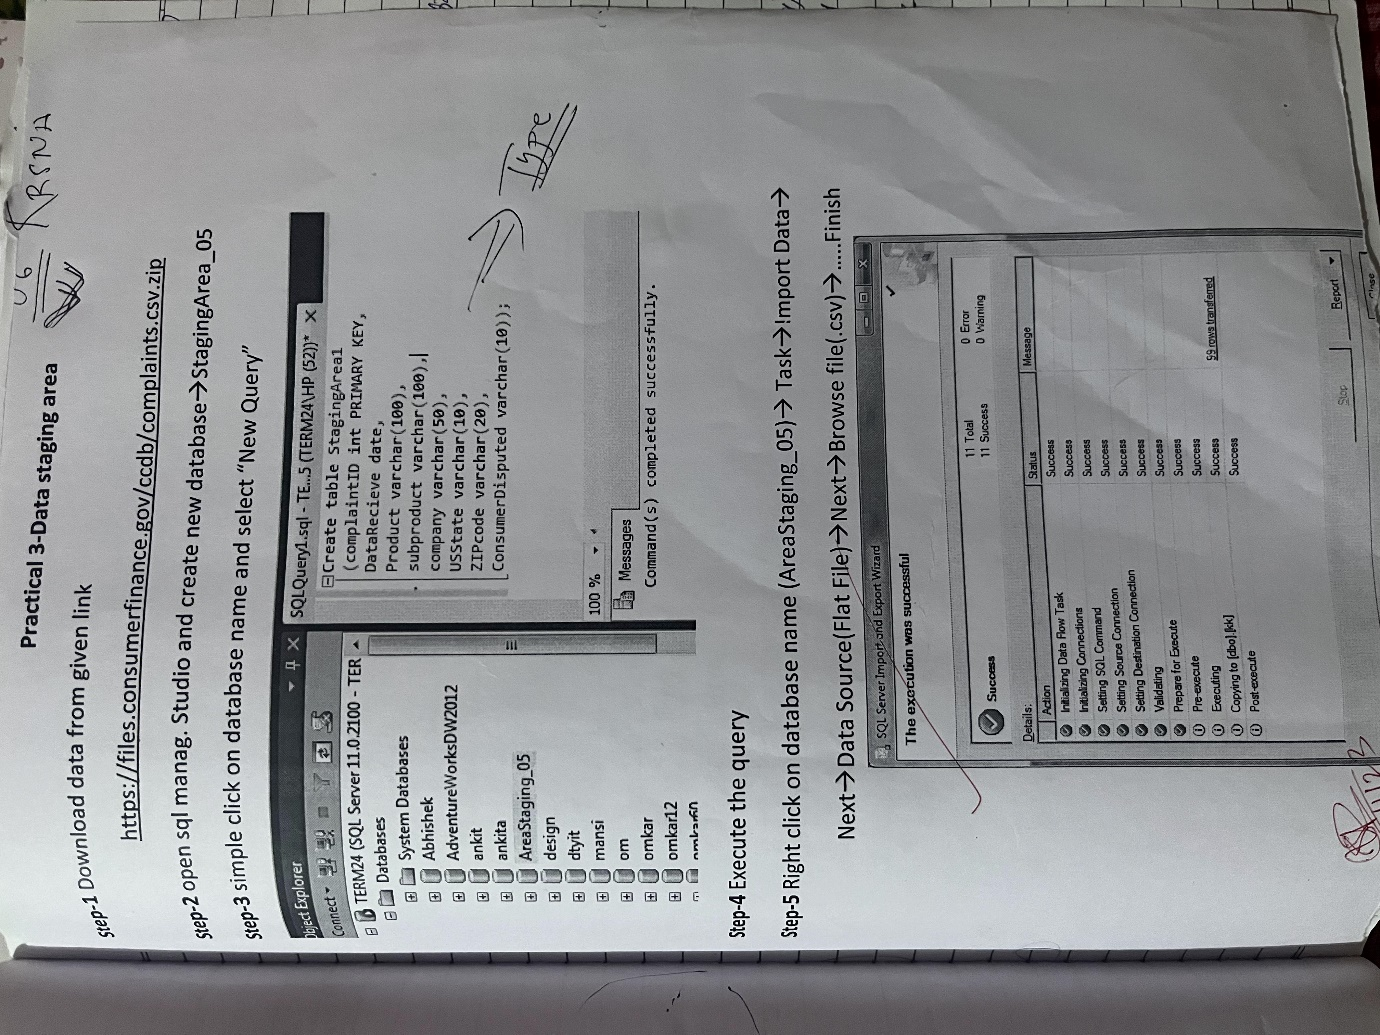 06 KRSNA
Practical 3-Data staging area
Step-1 Download data from given link
https://files.consumerfinance.gov/ccdb/complaints.csv.zip
Step-2 open sql manag. Studio and create new database→StagingArea_05
Step-3 simple click on database name and select “New Query”
Object Explorer
Connect
TERM24 (SQL Server 11.0.2100 - TER
Databases
System Databases
Abhishek
AdventureWorksDW2012
ankit
ankita
AreaStaging_05
design
dtyit
mansi
om
omkar
omkar12
SQLQuery1.sql - TE...5 (TERM24\HP (52))* X
Create table StagingArea1
(complaintID int PRIMARY KEY,
DataRecieve date,
Product varchar(100),
subproduct varchar(100),
company varchar(50),
USState varchar(10),
ZIPcode varchar(20),
ConsumerDisputed varchar(10));
→ Type
100 %
Messages
Command(s) completed successfully.
Step-4 Execute the query
Step-5 Right click on database name (AreaStaging_05)→ Task→Import Data→
Next→Data Source(Flat File)→Next→Browse file(.csv)→.....Finish
SQL Server Import and Export Wizard
The execution was successful
Success
11 Total 0 Error
11 Success 0 Warning
Details:
Action Status Message
Initializing Data Flow Task Success
Initializing Connections Success
Setting SQL Command Success
Setting Source Connection Success
Setting Destination Connection Success
Validating Success
Prepare for Execute Success
Pre-execute Success
Executing Success
Copying to [dbo].[kk] Success 59 rows transferred
Post-execute Success
Stop Report
Close